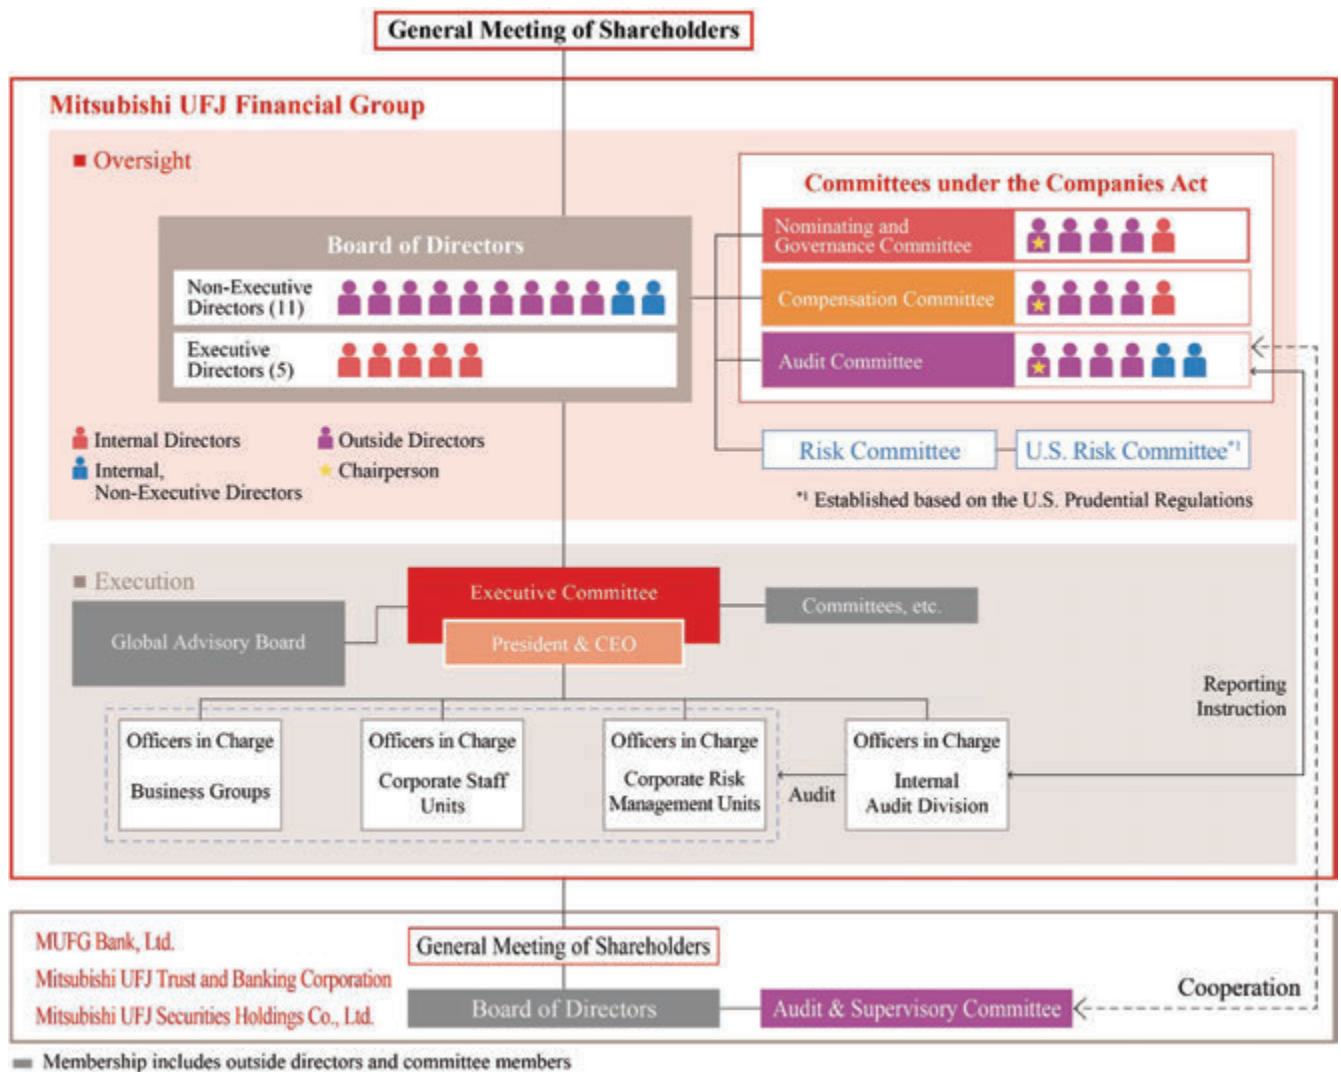 General Meeting of Shareholders
Mitsubishi UFJ Financial Group
Oversight
Board of Directors
Non-Executive
Directors (11)
Executive
Directors (5)
Internal Directors
Outside Directors
Internal,
Non-Executive Directors
Chairperson
Committees under the Companies Act
Nominating and
Governance Committee
Compensation Committee
Audit Committee
Risk Committee
U.S. Risk Committee*1
*1 Established based on the U.S. Prudential Regulations
Execution
Executive Committee
President & CEO
Global Advisory Board
Committees, etc.
Reporting
Instruction
Officers in Charge
Business Groups
Officers in Charge
Corporate Staff
Units
Officers in Charge
Corporate Risk
Management Units
Audit
Officers in Charge
Internal
Audit Division
MUFG Bank, Ltd.
Mitsubishi UFJ Trust and Banking Corporation
Mitsubishi UFJ Securities Holdings Co., Ltd.
General Meeting of Shareholders
Board of Directors
Audit & Supervisory Committee
Cooperation
Membership includes outside directors and committee members